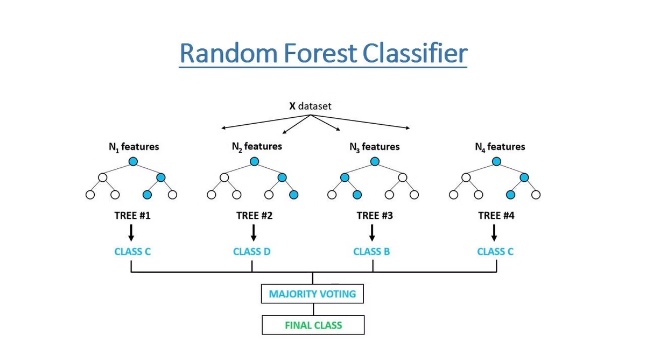 Random Forest Classifier
X dataset
N₁ features
N₂ features
N₃ features
N₄ features
TREE #1
TREE #2
TREE #3
TREE #4
CLASS C
CLASS D
CLASS B
CLASS C
MAJORITY VOTING
FINAL CLASS